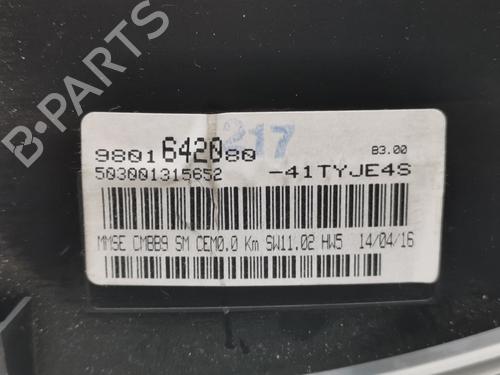 217
9801642080 B3.00
503001315652 -41TYJE4S
MMSE CMBB9 SM CEM0.0 Km SW11.02 HW5 14/04/16
B-PARTS